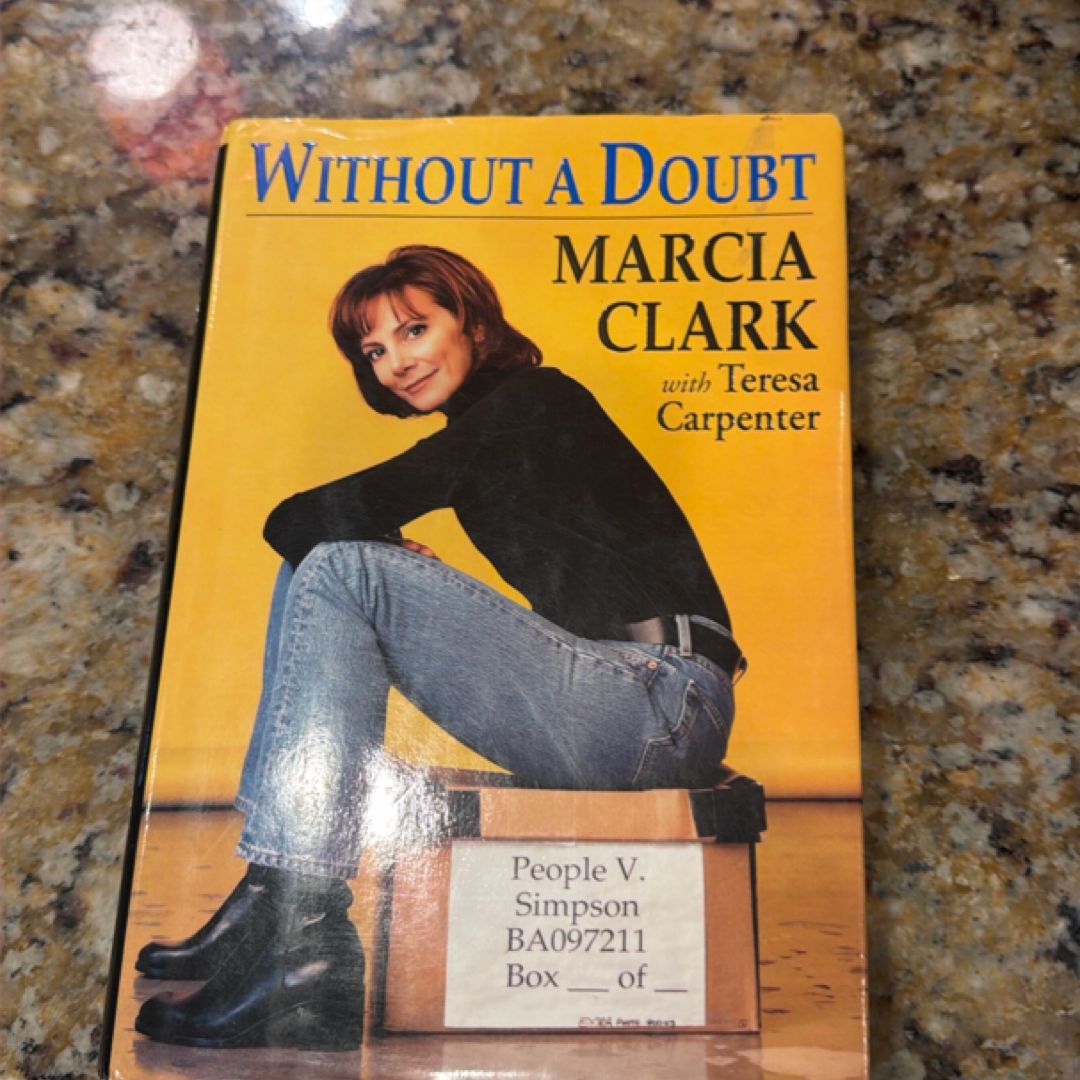 WITHOUT A DOUBT
MARCIA
CLARK
with Teresa
Carpenter
People V.
Simpson
BA097211
Box __ of __